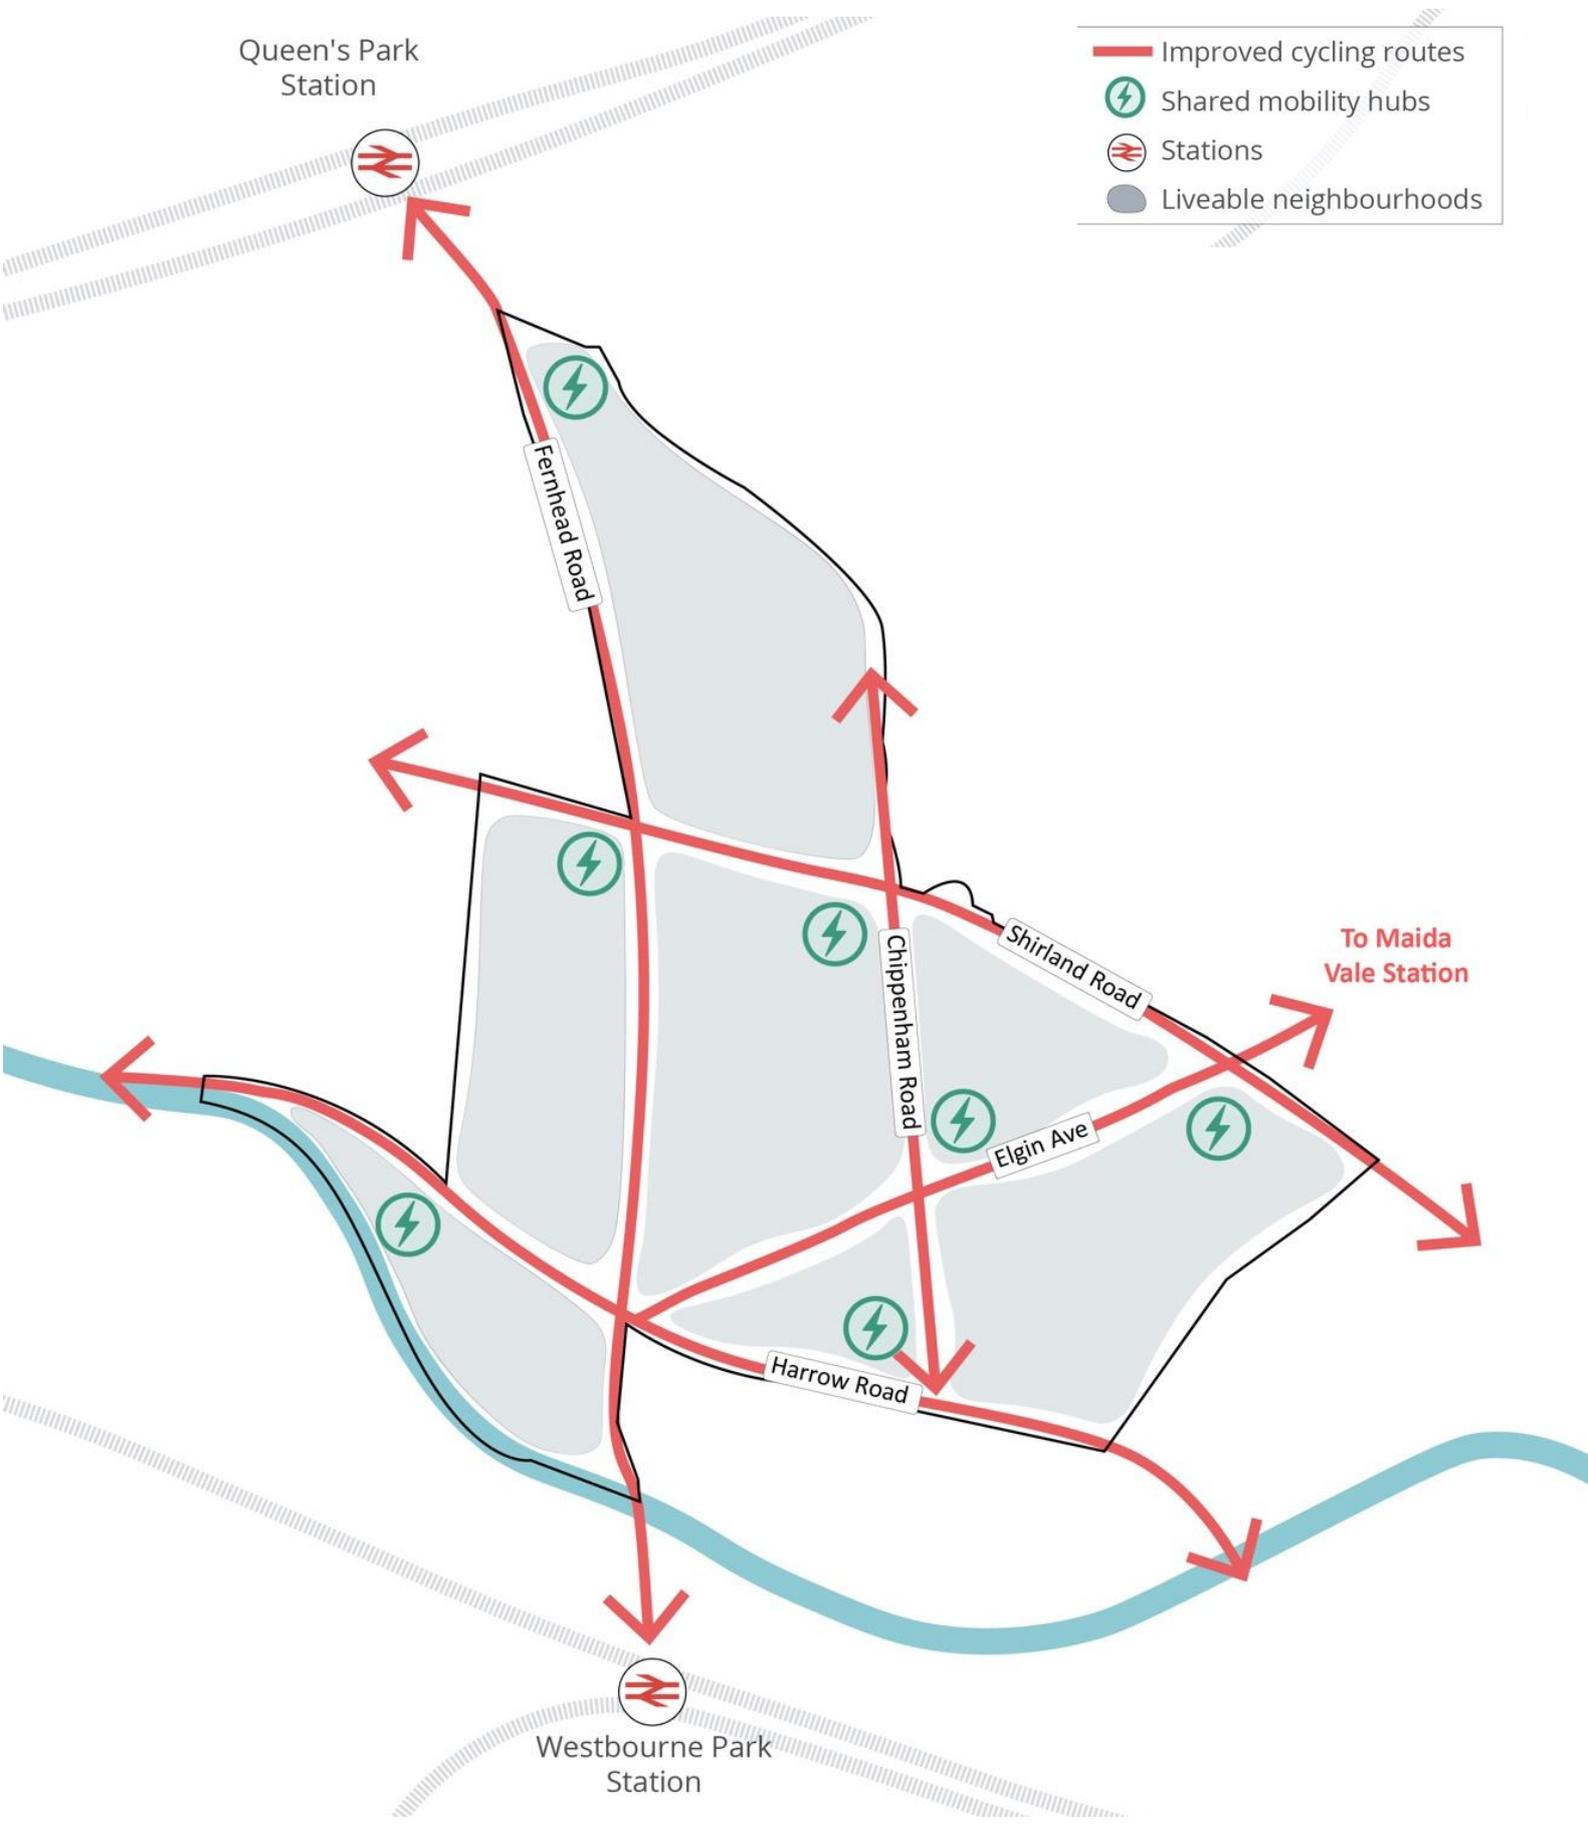 Queen's Park
Station
Improved cycling routes
Shared mobility hubs
Stations
Liveable neighbourhoods
Fernhead Road
Shirland Road
To Maida
Vale Station
Chippenham Road
Elgin Ave
Harrow Road
Westbourne Park
Station